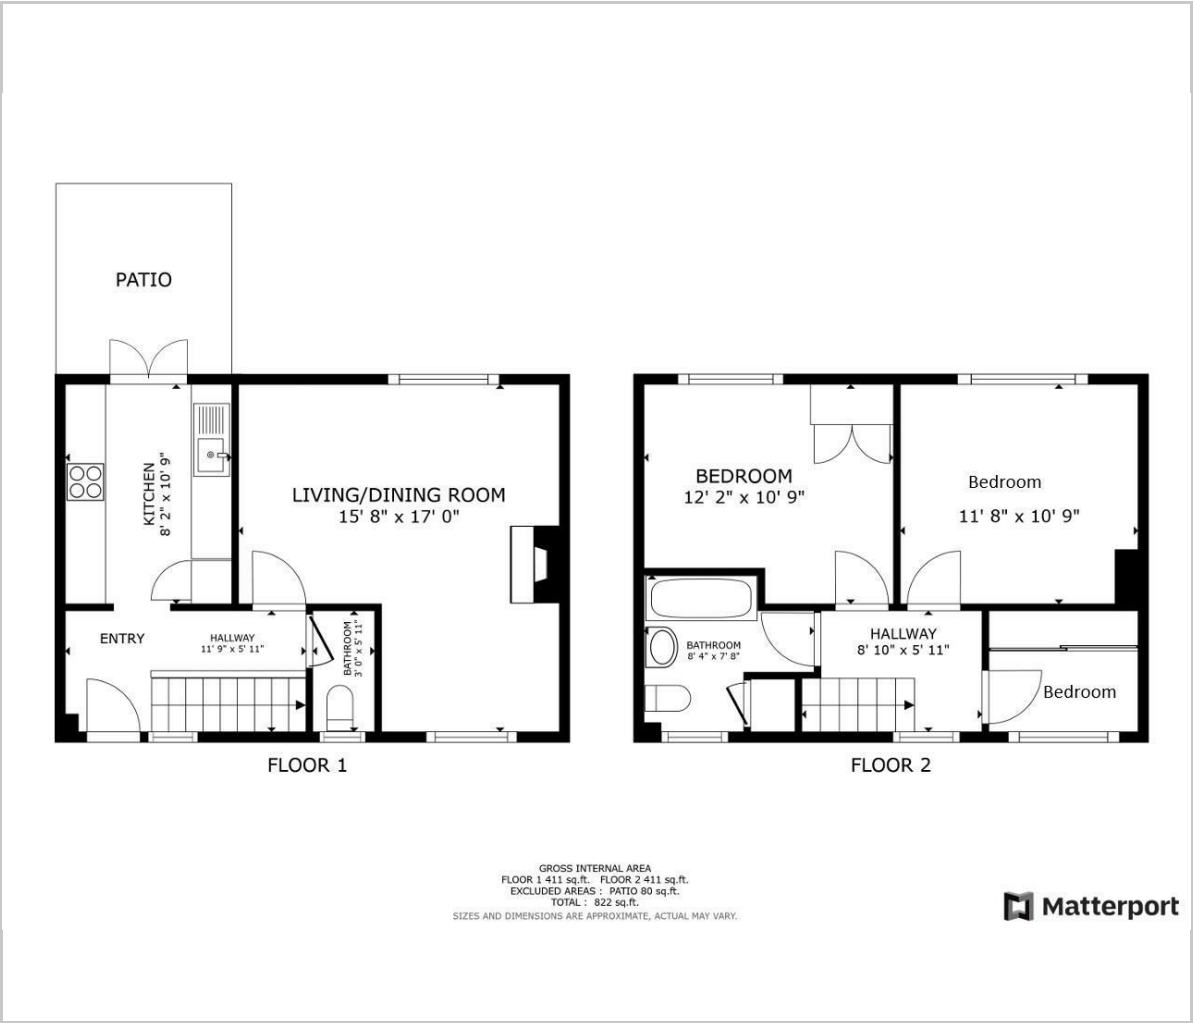 PATIO
KITCHEN
8' 2" x 10' 9"
LIVING/DINING ROOM
15' 8" x 17' 0"
ENTRY
HALLWAY
11' 9" x 5' 11"
BATHROOM
3' 0" x 5' 11"
FLOOR 1
BEDROOM
12' 2" x 10' 9"
Bedroom
11' 8" x 10' 9"
BATHROOM
8' 4" x 7' 8"
HALLWAY
8' 10" x 5' 11"
Bedroom
FLOOR 2
GROSS INTERNAL AREA
FLOOR 1 411 sq.ft. FLOOR 2 411 sq.ft.
EXCLUDED AREAS : PATIO 80 sq.ft.
TOTAL : 822 sq.ft.
SIZES AND DIMENSIONS ARE APPROXIMATE, ACTUAL MAY VARY.
Matterport